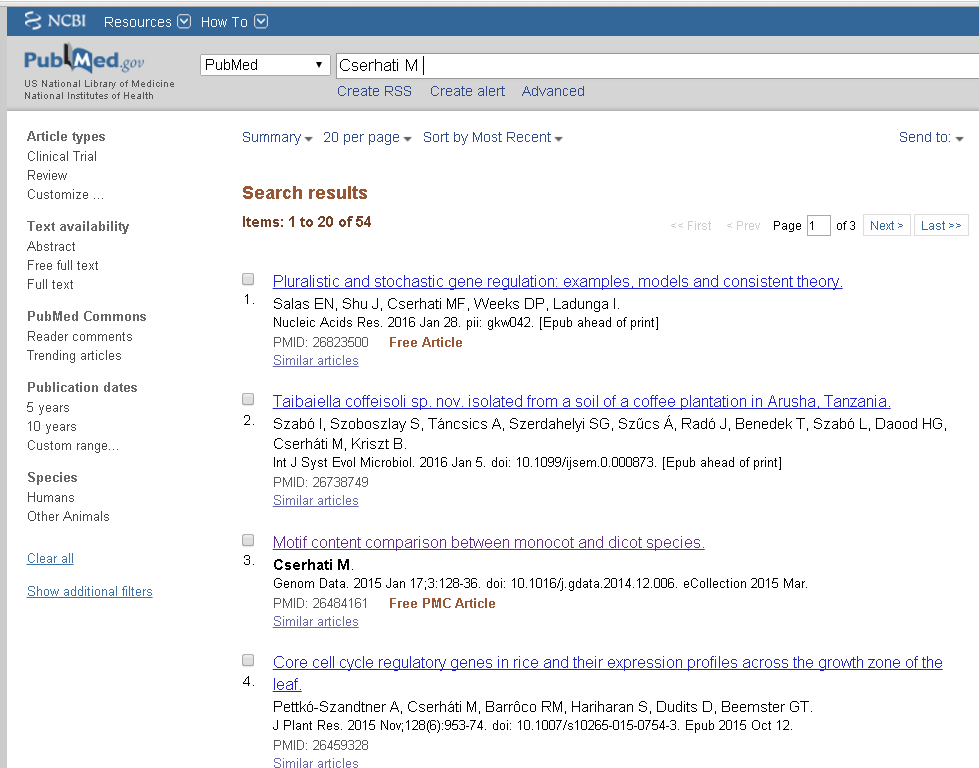 NCBI Resources How To
PubMed.gov
US National Library of Medicine
National Institutes of Health
PubMed
Cserhati M
Create RSS Create alert Advanced
Article types
Clinical Trial
Review
Customize ...
Text availability
Abstract
Free full text
Full text
PubMed Commons
Reader comments
Trending articles
Publication dates
5 years
10 years
Custom range...
Species
Humans
Other Animals
Clear all
Show additional filters
Summary 20 per page Sort by Most Recent Send to:
Search results
Items: 1 to 20 of 54
<< First < Prev Page 1 of 3 Next > Last >>
Pluralistic and stochastic gene regulation: examples, models and consistent theory.
1. Salas EN, Shu J, Cserhati MF, Weeks DP, Ladunga I.
Nucleic Acids Res. 2016 Jan 28. pii: gkw042. [Epub ahead of print]
PMID: 26823500 Free Article
Similar articles
Taibaiella coffeisoli sp. nov. isolated from a soil of a coffee plantation in Arusha, Tanzania.
2. Szabó I, Szoboszlay S, Táncsics A, Szerdahelyi SG, Szűcs Á, Radó J, Benedek T, Szabó L, Daood HG,
Cserháti M, Kriszt B.
Int J Syst Evol Microbiol. 2016 Jan 5. doi: 10.1099/ijsem.0.000873. [Epub ahead of print]
PMID: 26738749
Similar articles
Motif content comparison between monocot and dicot species.
3. Cserhati M.
Genom Data. 2015 Jan 17;3:128-36. doi: 10.1016/j.gdata.2014.12.006. eCollection 2015 Mar.
PMID: 26484161 Free PMC Article
Similar articles
Core cell cycle regulatory genes in rice and their expression profiles across the growth zone of the
leaf.
4. Pettkó-Szandtner A, Cserháti M, Barrôco RM, Hariharan S, Dudits D, Beemster GT.
J Plant Res. 2015 Nov;128(6):953-74. doi: 10.1007/s10265-015-0754-3. Epub 2015 Oct 12.
PMID: 26459328
Similar articles